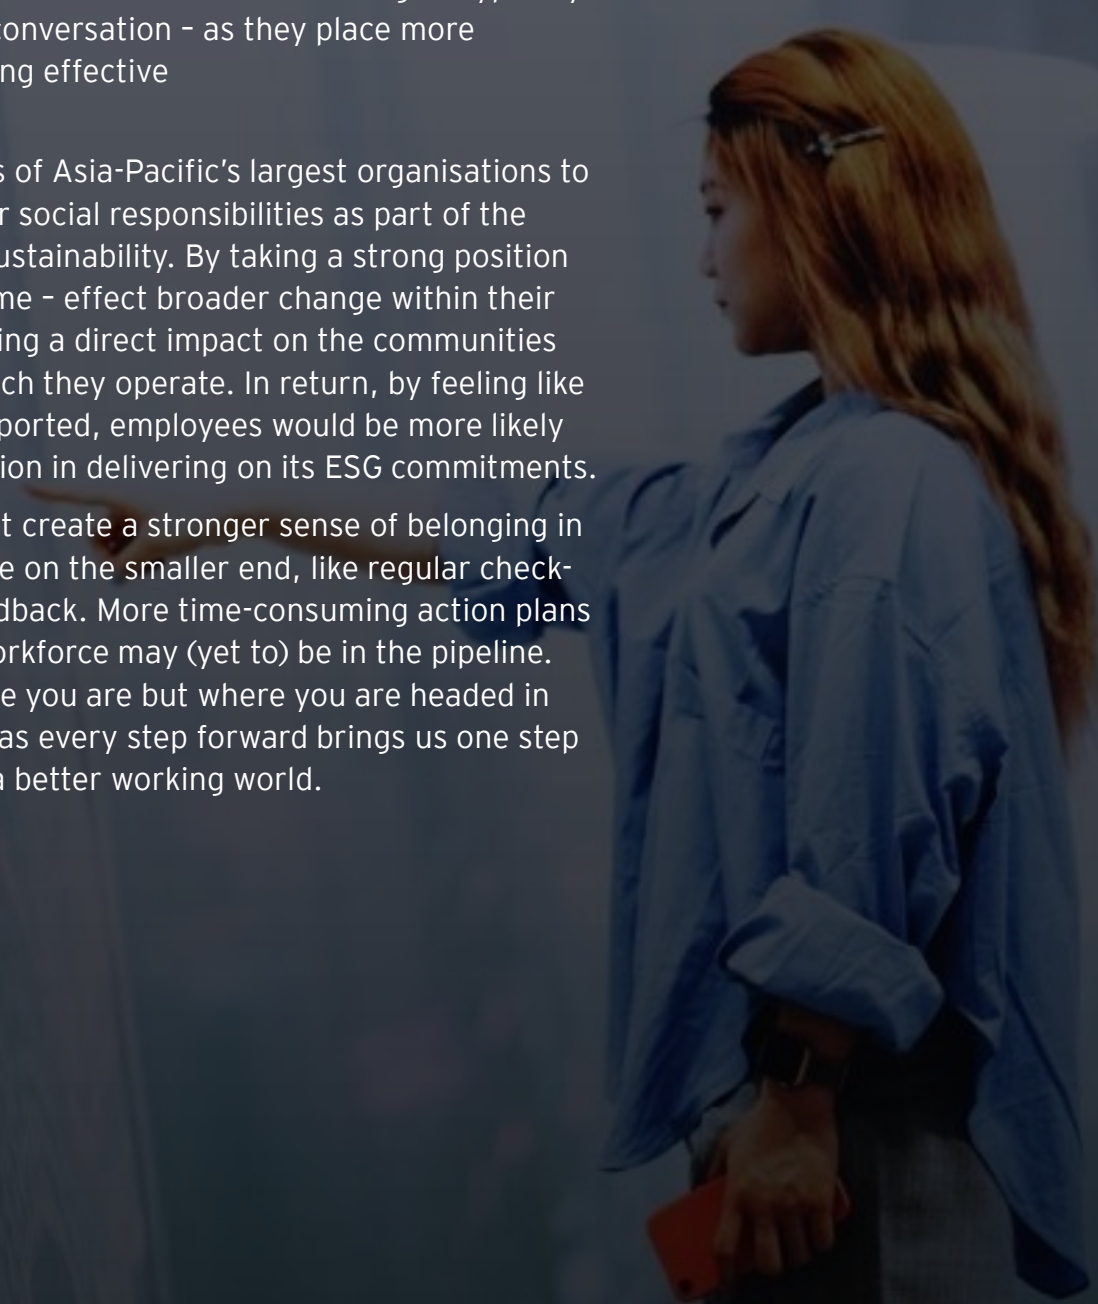 conversation – as they place more
ng effective
s of Asia-Pacific’s largest organisations to
r social responsibilities as part of the
ustainability. By taking a strong position
me – effect broader change within their
ing a direct impact on the communities
ch they operate. In return, by feeling like
ported, employees would be more likely
ion in delivering on its ESG commitments.
t create a stronger sense of belonging in
e on the smaller end, like regular check-
dback. More time-consuming action plans
orkforce may (yet to) be in the pipeline.
e you are but where you are headed in
as every step forward brings us one step
a better working world.